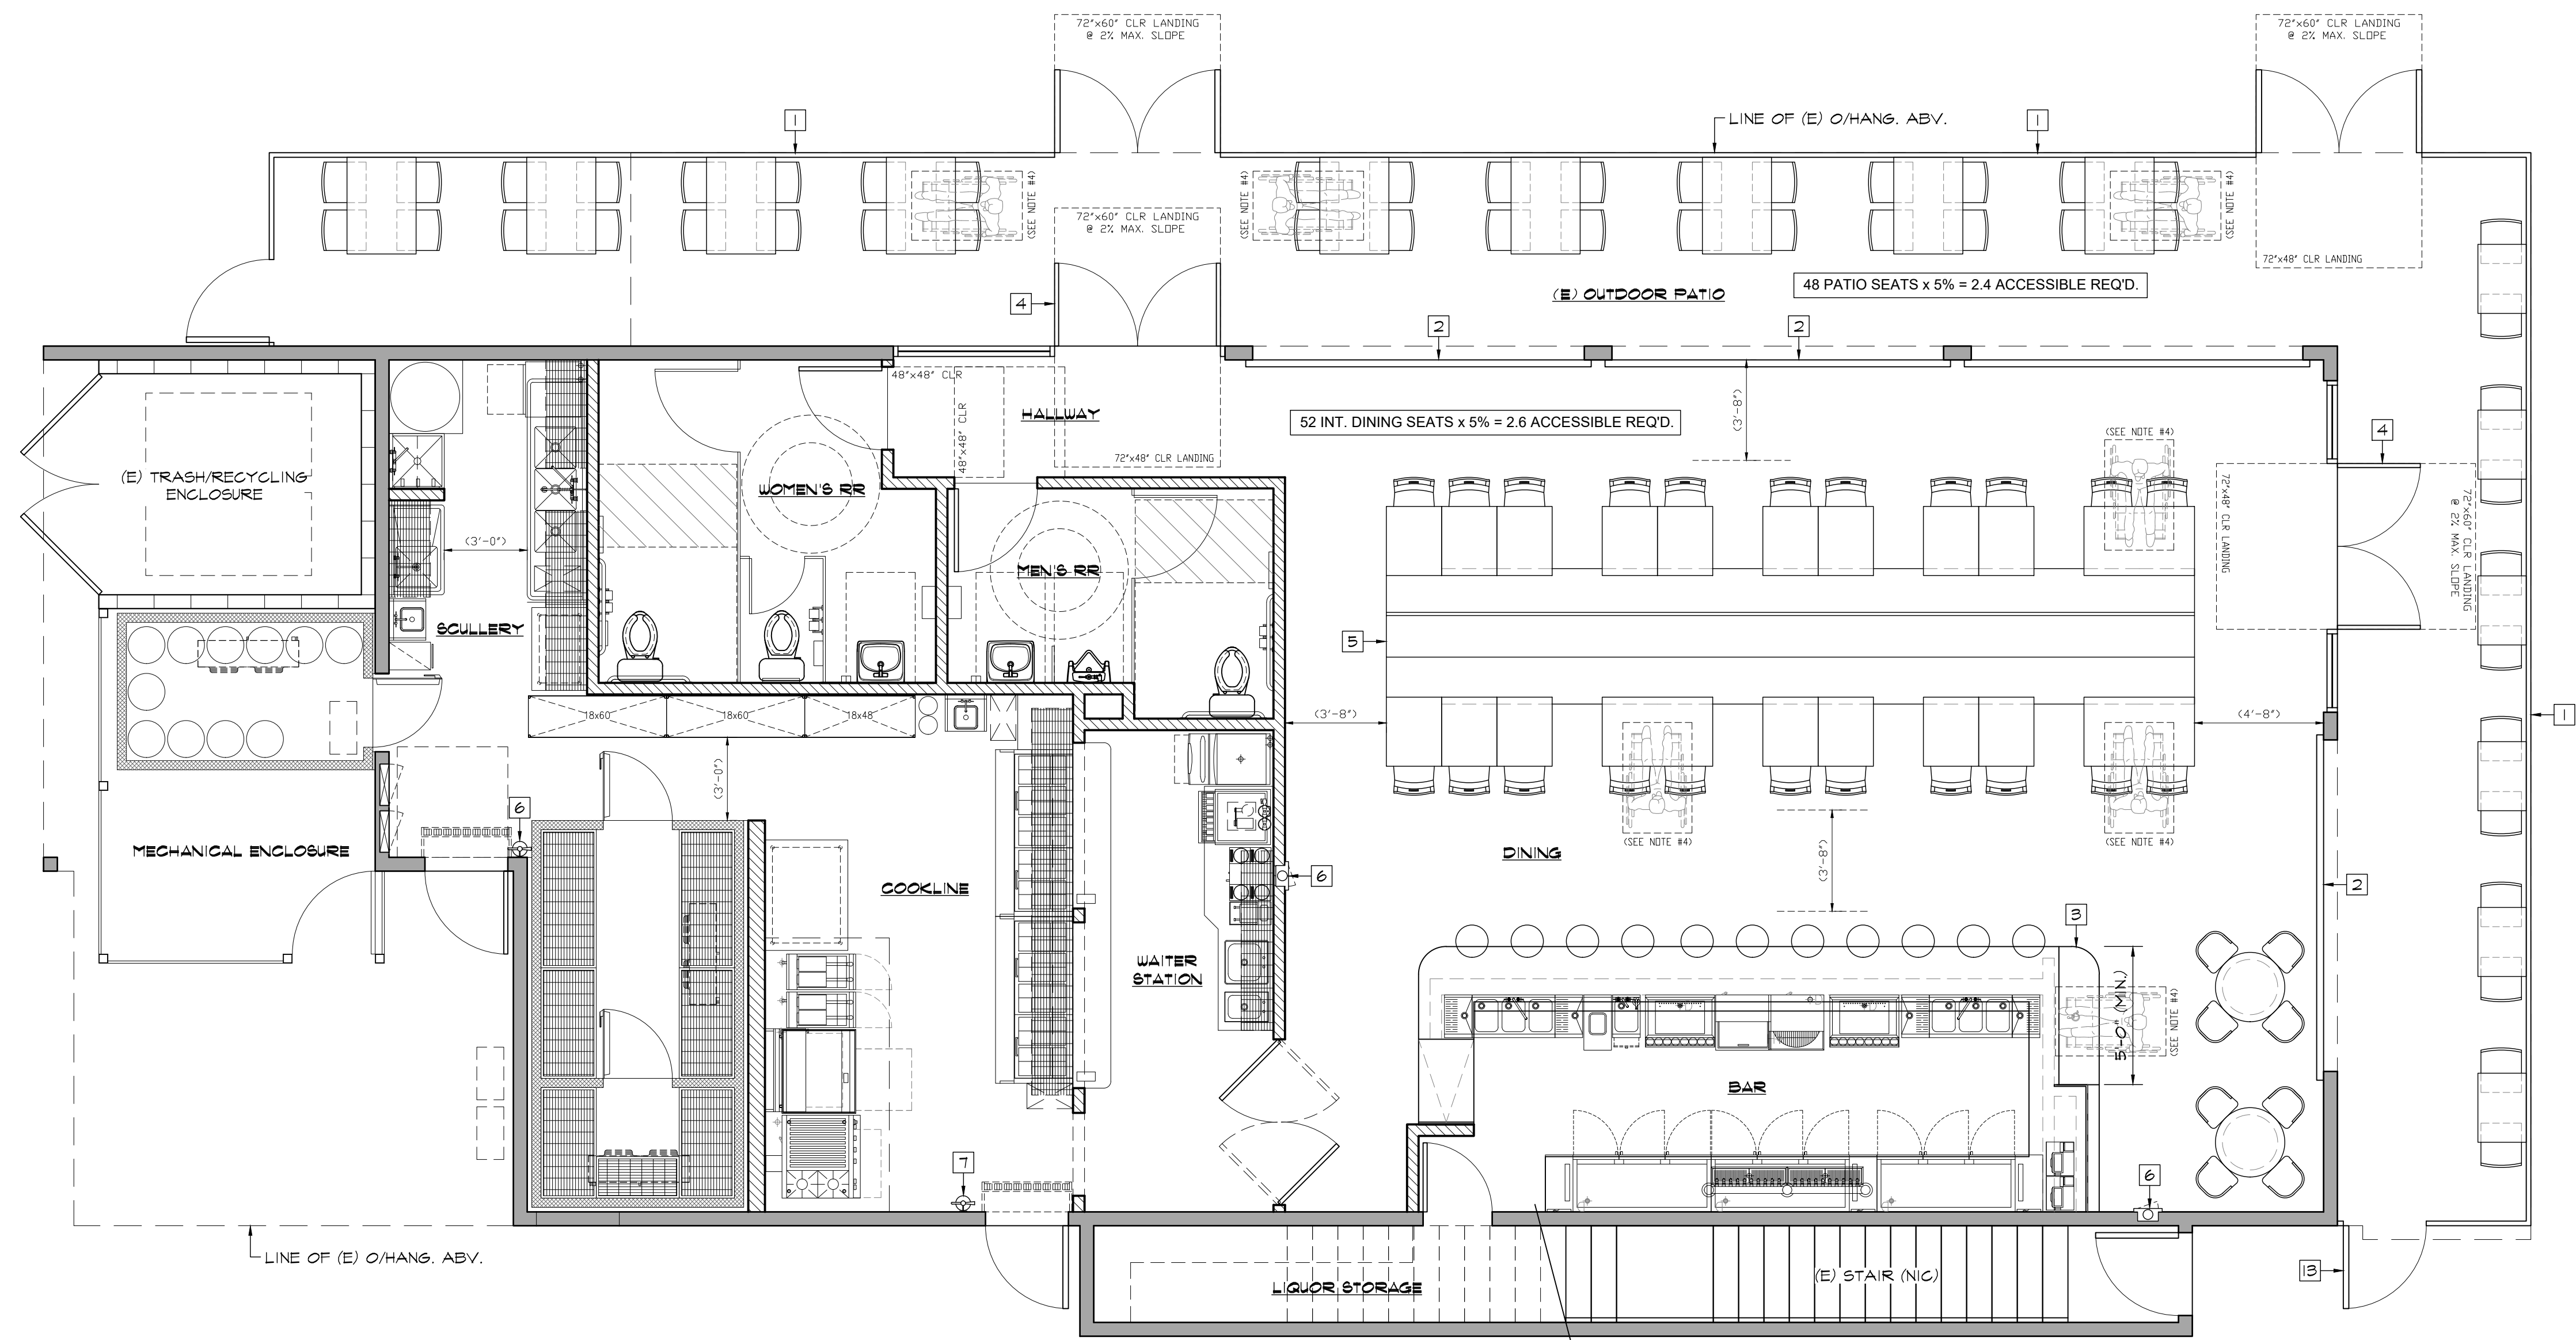 72"x60" CLR LANDING
@ 2% MAX. SLOPE
72"x60" CLR LANDING
@ 2% MAX. SLOPE
1
LINE OF (E) O/HANG. ABV.
1
(SEE NOTE #4)
72"x60" CLR LANDING
@ 2% MAX. SLOPE
(SEE NOTE #4)
(SEE NOTE #4)
72"x48" CLR LANDING
4
(E) OUTDOOR PATIO
48 PATIO SEATS x 5% = 2.4 ACCESSIBLE REQ'D.
2
2
48"x48" CLR
48"x48" CLR
HALLWAY
72"x48" CLR LANDING
52 INT. DINING SEATS x 5% = 2.6 ACCESSIBLE REQ'D.
(3'-8")
(SEE NOTE #4)
4
72"x48" CLR LANDING
72"x60" CLR LANDING
@ 2% MAX. SLOPE
(E) TRASH/RECYCLING
ENCLOSURE
WOMEN'S RR
(3'-0")
MEN'S RR
SCULLERY
5
18x60
18x60
18x48
(3'-8")
(4'-8")
1
(3'-0")
6
MECHANICAL ENCLOSURE
COOKLINE
6
DINING
(3'-8")
(SEE NOTE #4)
(SEE NOTE #4)
2
3
WAITER
STATION
5'-0" (MIN.)
(SEE NOTE #4)
BAR
7
6
LINE OF (E) O/HANG. ABV.
LIQUOR STORAGE
(E) STAIR (NIC)
13